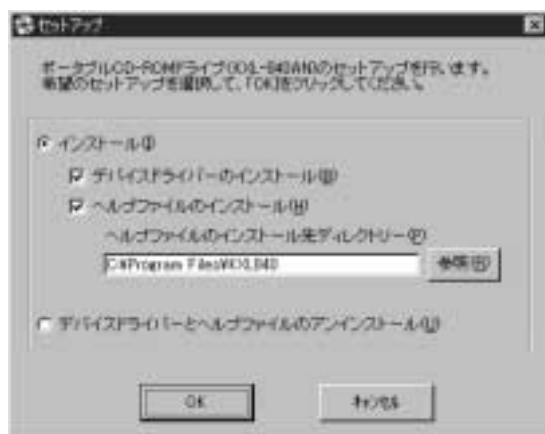 セットアップ
ポータブルCD-ROMドライブ(KXL-840AN)のセットアップを行います。
希望のセットアップを選択して、「OK」をクリックしてください。
インストール(I)
デバイスドライバーのインストール(D)
ヘルプファイルのインストール(H)
ヘルプファイルのインストール先ディレクトリー(P)
C:¥Program Files¥KXL840
参照(R)
デバイスドライバーとヘルプファイルのアンインストール(U)
OK
キャンセル